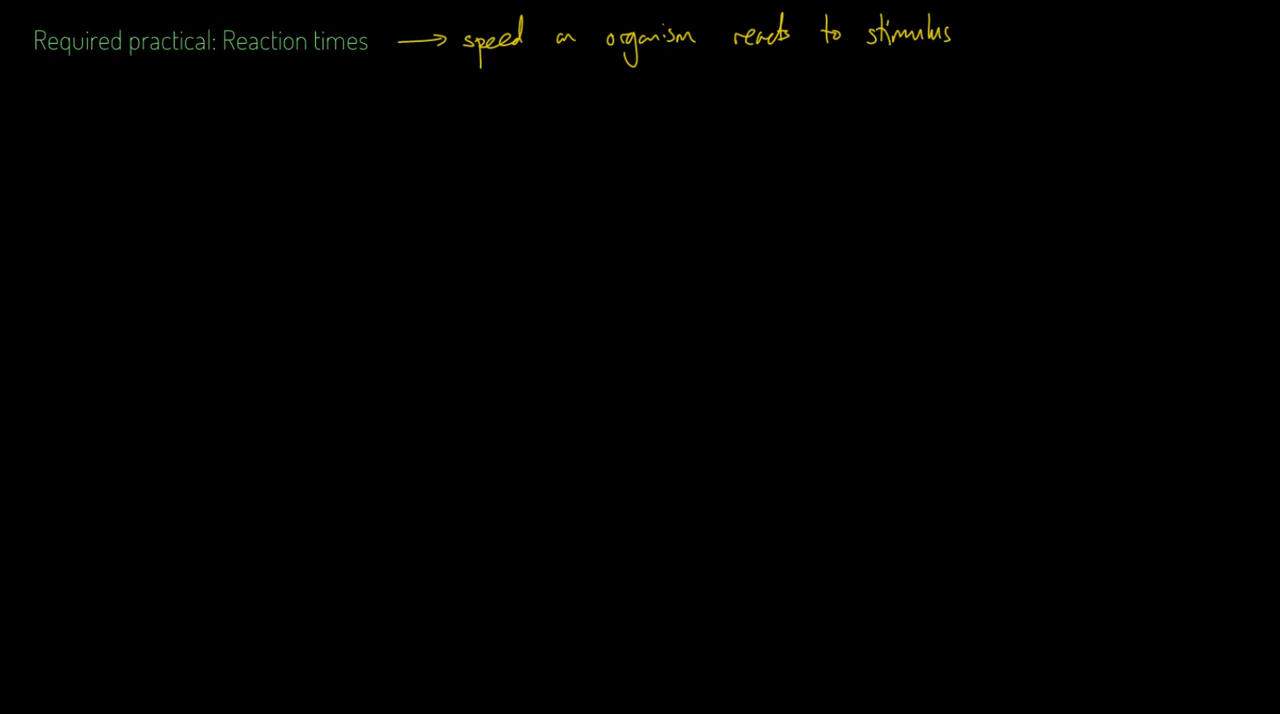 Required practical: Reaction times → speed an organism reacts to stimulus